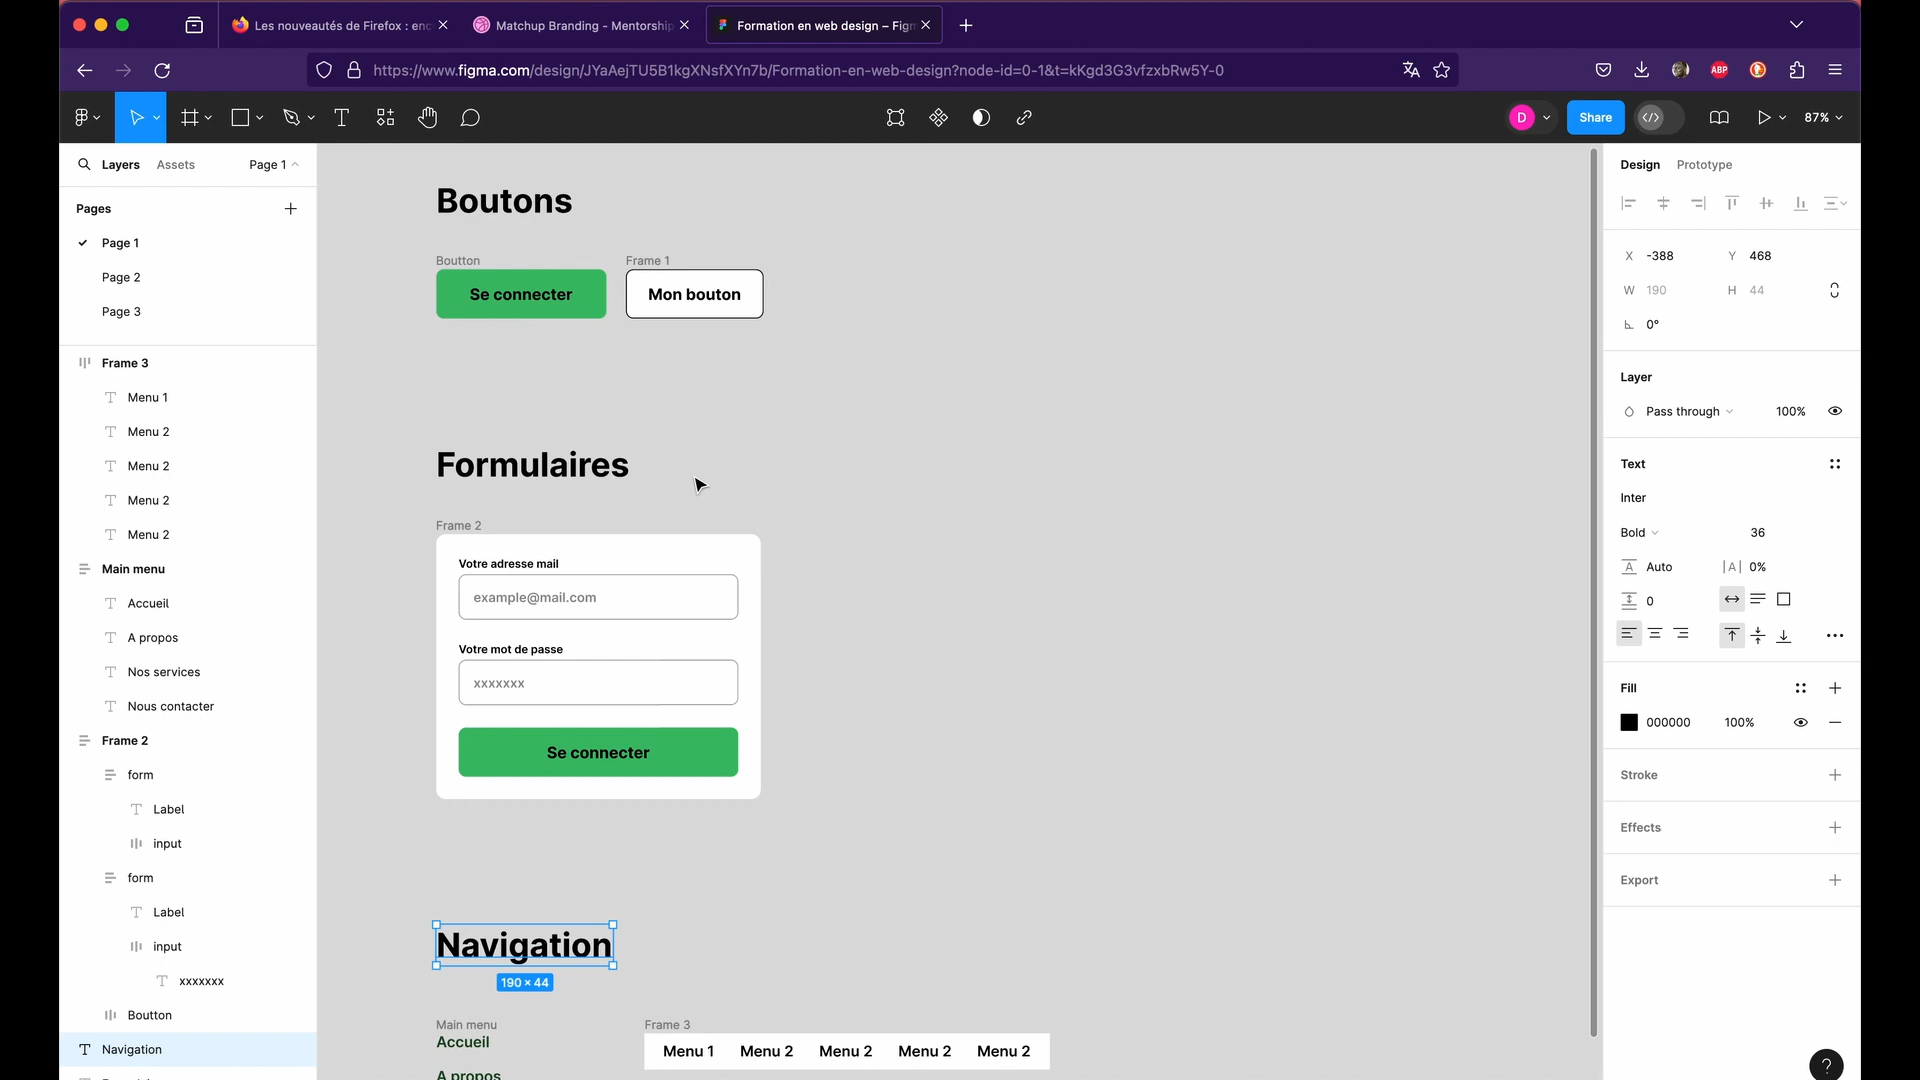 Les nouveautés de Firefox : enc
Matchup Branding - Mentorship
Formation en web design – Figm
https://www.figma.com/design/JYaAejTU5B1kgXNsfXYn7b/Formation-en-web-design?node-id=0-1&t=kKgd3G3vfzxbRw5Y-0
ABP
D
Share
87%
Layers
Assets
Page 1
Design
Prototype
Pages
Page 1
Page 2
Page 3
Frame 3
Menu 1
Menu 2
Menu 2
Menu 2
Menu 2
Main menu
Accueil
A propos
Nos services
Nous contacter
Frame 2
form
Label
input
form
Label
input
xxxxxxx
Boutton
Navigation
Boutons
Boutton
Frame 1
Se connecter
Mon bouton
Formulaires
Frame 2
Votre adresse mail
example@mail.com
Votre mot de passe
xxxxxxx
Se connecter
Navigation
190 × 44
Main menu
Frame 3
Accueil
Menu 1 Menu 2 Menu 2 Menu 2 Menu 2
A propos
X -388 Y 468
W 190 H 44
0°
Layer
Pass through 100%
Text
Inter
Bold 36
A Auto |A| 0%
0
Fill
000000 100%
Stroke
Effects
Export
?